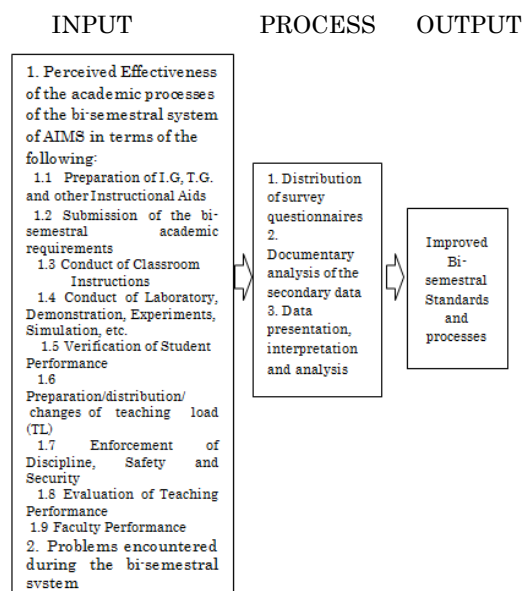 INPUT
PROCESS
OUTPUT
1. Perceived Effectiveness
of the academic processes
of the bi-semestral system
of AIMS in terms of the
following:
1.1 Preparation of I.G, T.G.
and other Instructional Aids
1.2 Submission of the bi-
semestral academic
requirements
1.3 Conduct of Classroom
Instructions
1.4 Conduct of Laboratory,
Demonstration, Experiments,
Simulation, etc.
1.5 Verification of Student
Performance
1.6
Preparation/distribution/
changes of teaching load
(TL)
1.7 Enforcement of
Discipline, Safety and
Security
1.8 Evaluation of Teaching
Performance
1.9 Faculty Performance
2. Problems encountered
during the bi-semestral
system
1. Distribution
of survey
questionnaires
2.
Documentary
analysis of the
secondary data
3. Data
presentation,
interpretation
and analysis
Improved
Bi-
semestral
Standards
and
processes